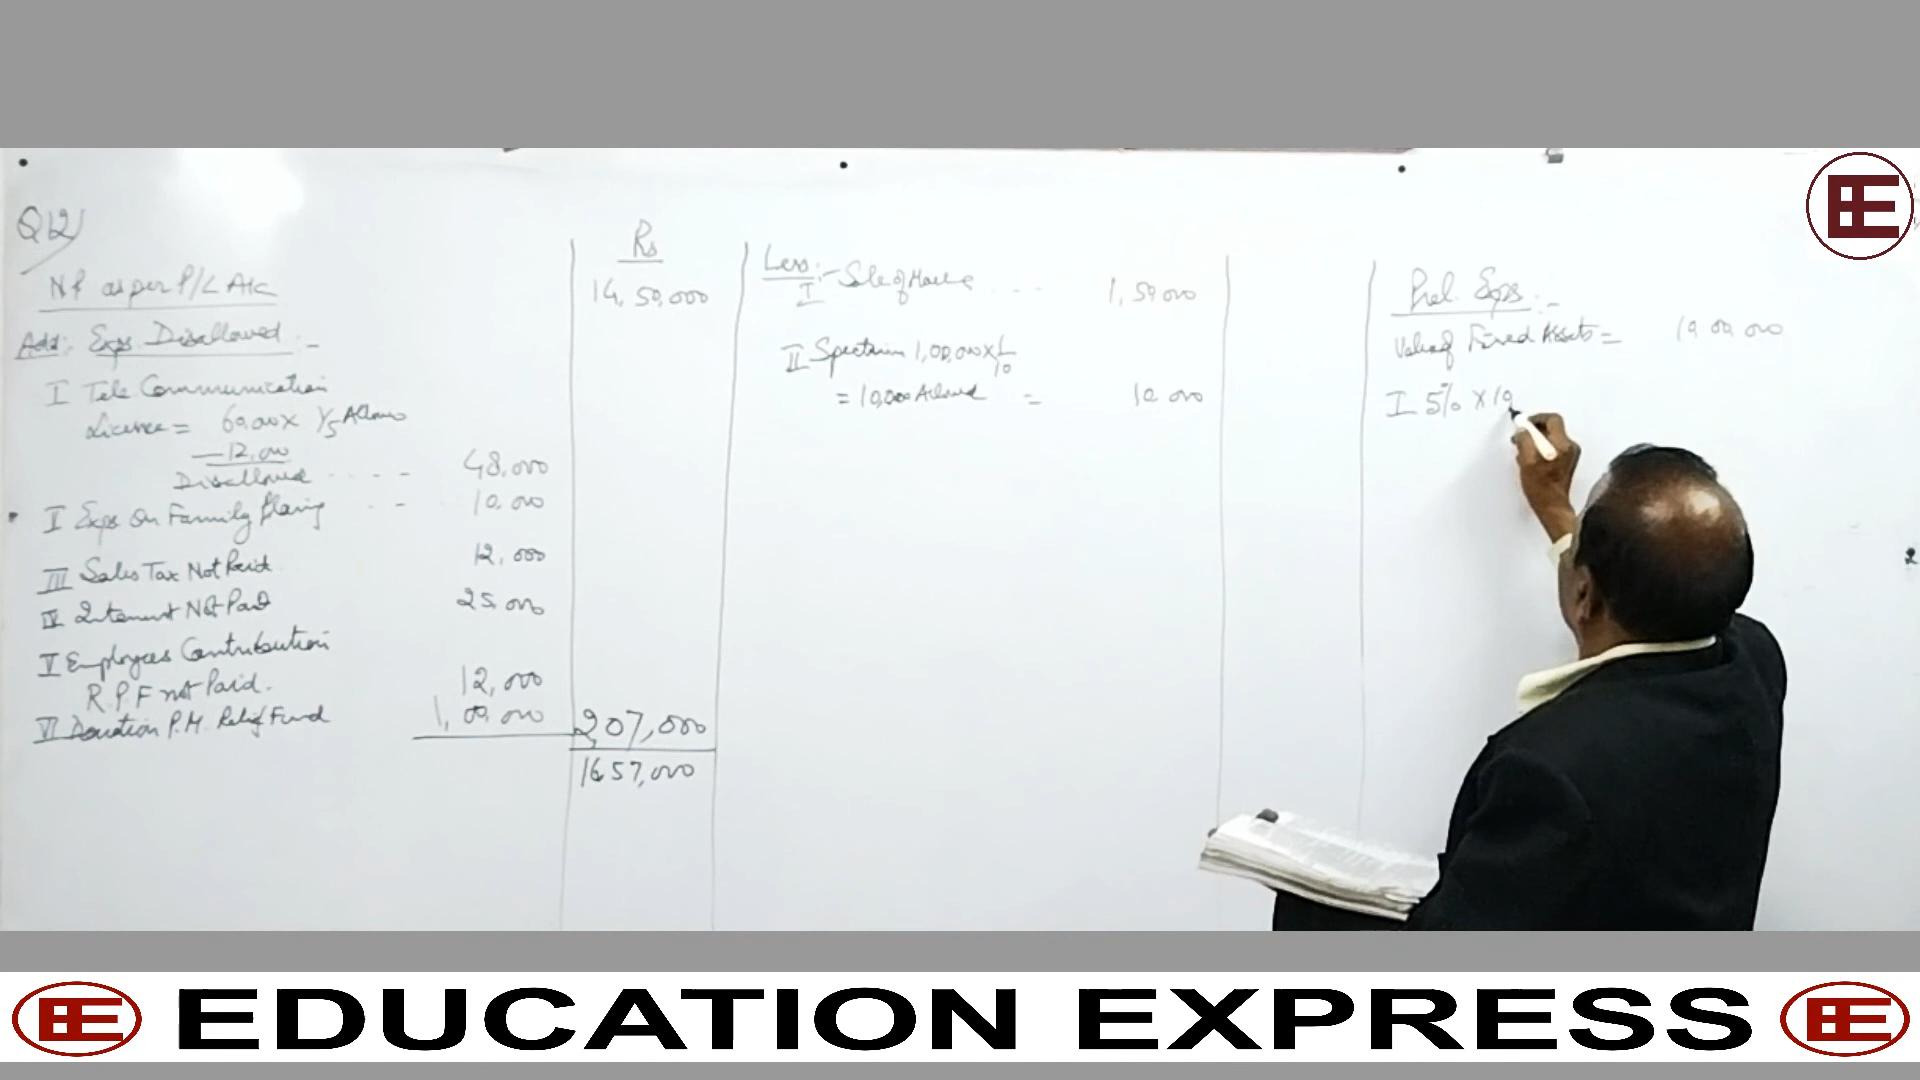 Q12
Rs
NP as per P/L A/c
14,50,000
Add: Exps Disallowed:-
I Tele Communication
Licence = 60,000 x 1/5 Allow
12,000
Disallowed .... 48,000
I Exps On Family Planing .. - 10,000
III Sales Tax Not Paid 12,000
IV Interest Not Paid 25,000
V Employees Contribution
R.P.F not Paid. 12,000
VI Donation P.M. Relief Fund 1,00,000
207,000
1657,000
Less:-
I Sale of ... 1,50,000
II Spectrum 1,00,000 x 1/10
= 10,000 Allowed = 10,000
Prel. Exps:-
Value of Fixed Assets = 10,00,000
I 5% x 10
EDUCATION EXPRESS